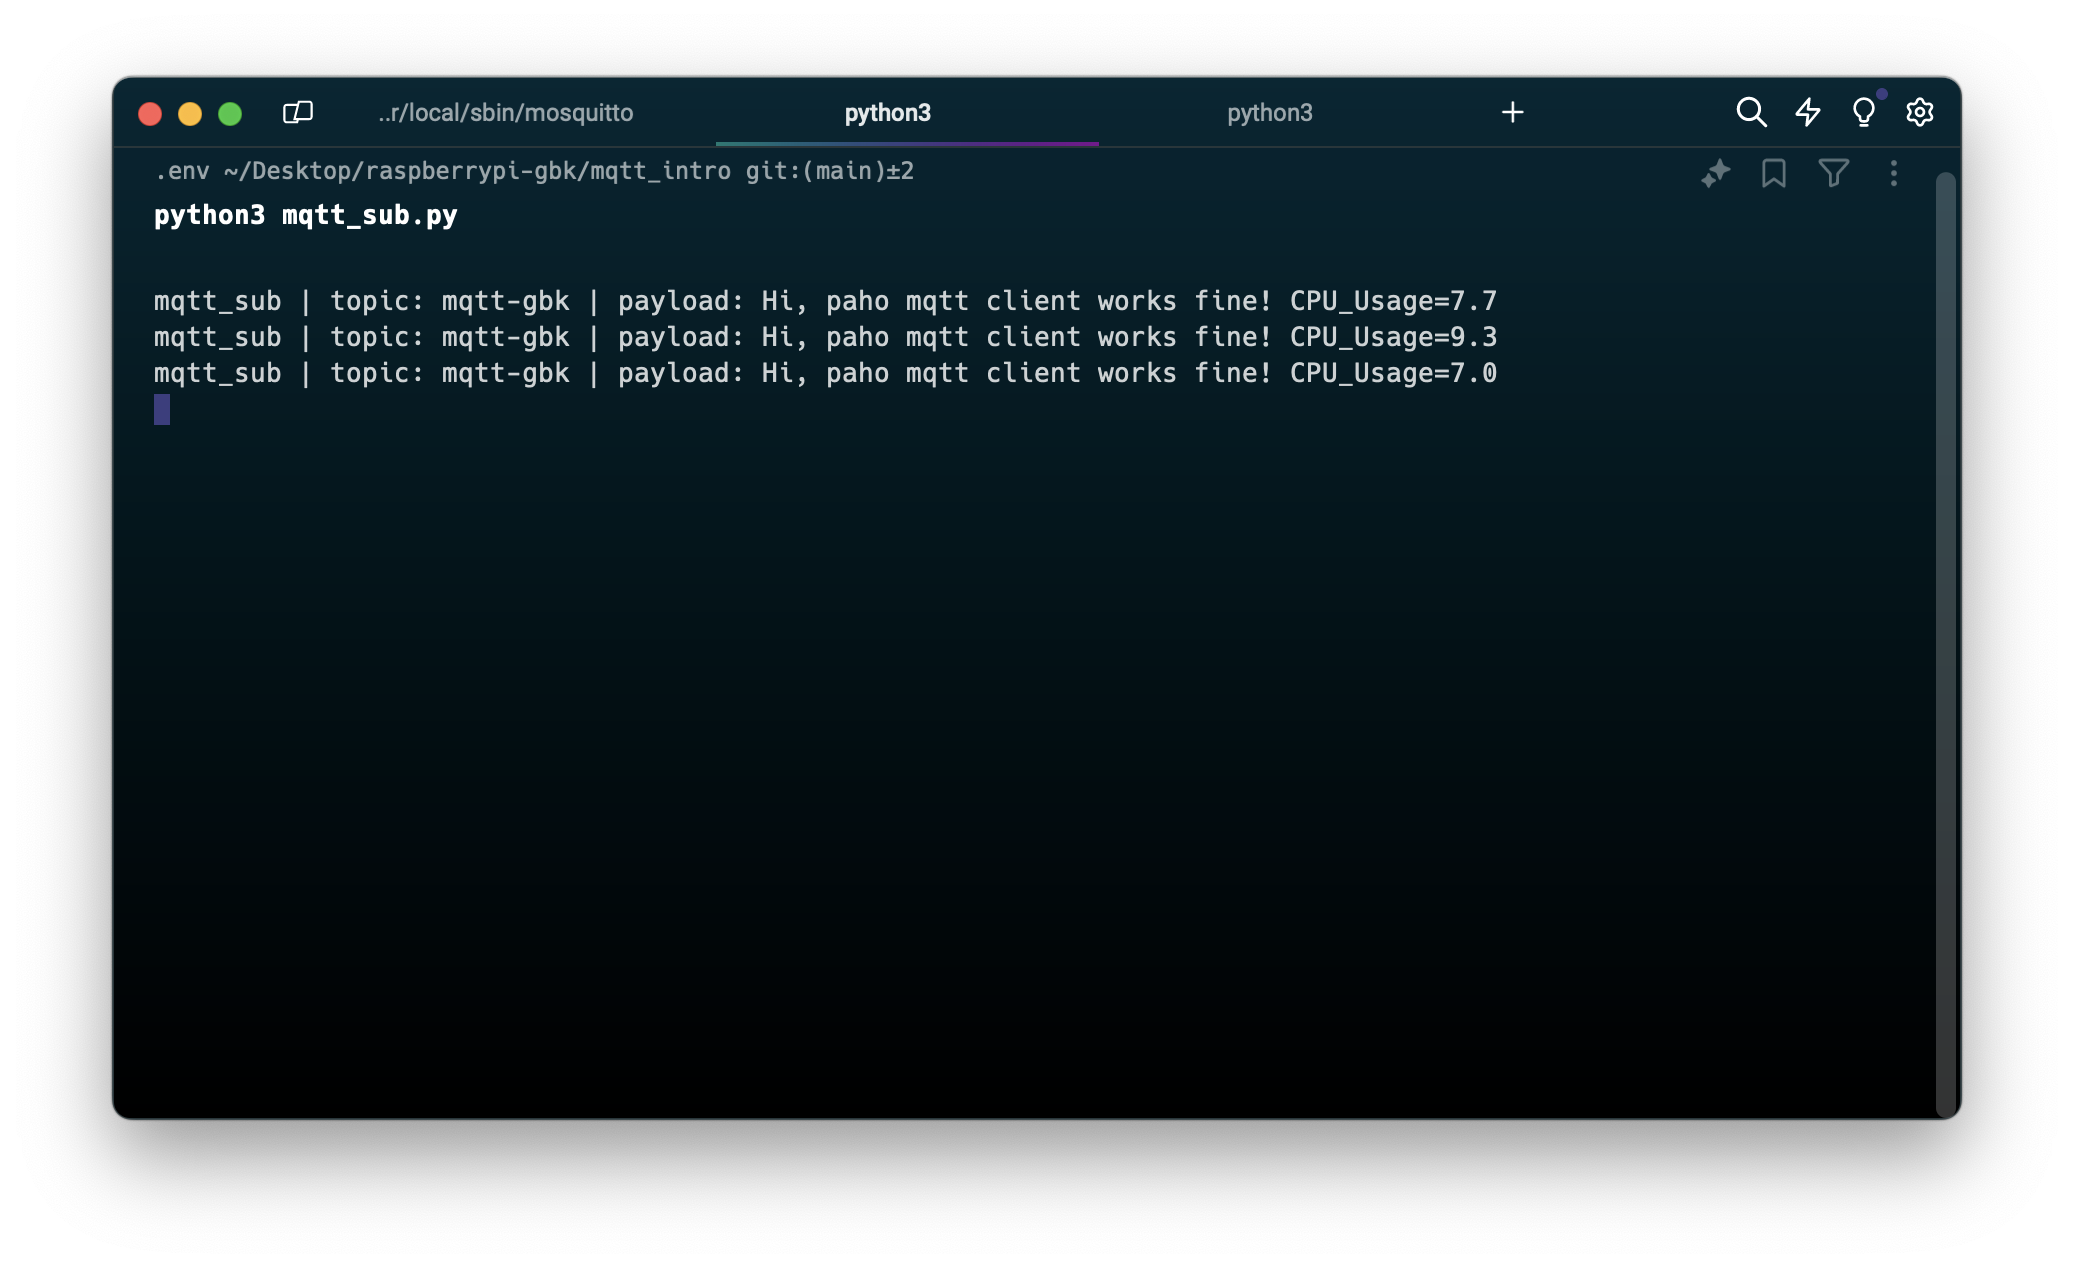 ..r/local/sbin/mosquitto python3 python3
.env ~/Desktop/raspberrypi-gbk/mqtt_intro git:(main)±2
python3 mqtt_sub.py
mqtt_sub | topic: mqtt-gbk | payload: Hi, paho mqtt client works fine! CPU_Usage=7.7
mqtt_sub | topic: mqtt-gbk | payload: Hi, paho mqtt client works fine! CPU_Usage=9.3
mqtt_sub | topic: mqtt-gbk | payload: Hi, paho mqtt client works fine! CPU_Usage=7.0